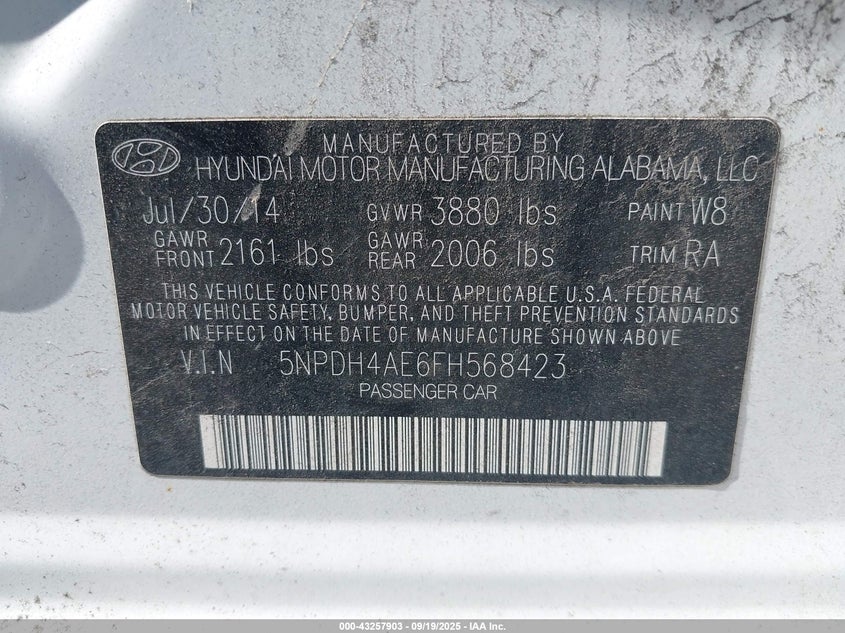 MANUFACTURED BY
HYUNDAI MOTOR MANUFACTURING ALABAMA, LLC
Jul/30/14 GVWR 3880 lbs PAINT W8
GAWR FRONT 2161 lbs GAWR REAR 2006 lbs TRIM RA
THIS VEHICLE CONFORMS TO ALL APPLICABLE U.S.A. FEDERAL
MOTOR VEHICLE SAFETY, BUMPER, AND THEFT PREVENTION STANDARDS
IN EFFECT ON THE DATE OF MANUFACTURE SHOWN ABOVE
V.I.N 5NPDH4AE6FH568423
PASSENGER CAR
000-43257903 - 09/19/2025 - IAA Inc.